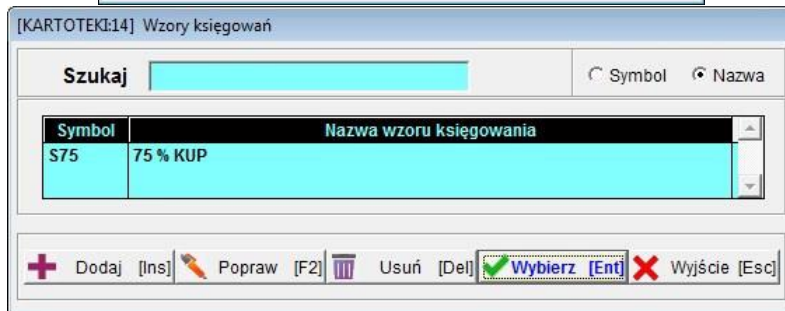 [KARTOTEKI:14] Wzory księgowań
Szukaj Symbol Nazwa
Symbol Nazwa wzoru księgowania
S75 75 % KUP
Dodaj [Ins] Popraw [F2] Usuń [Del] Wybierz [Ent] Wyjście [Esc]